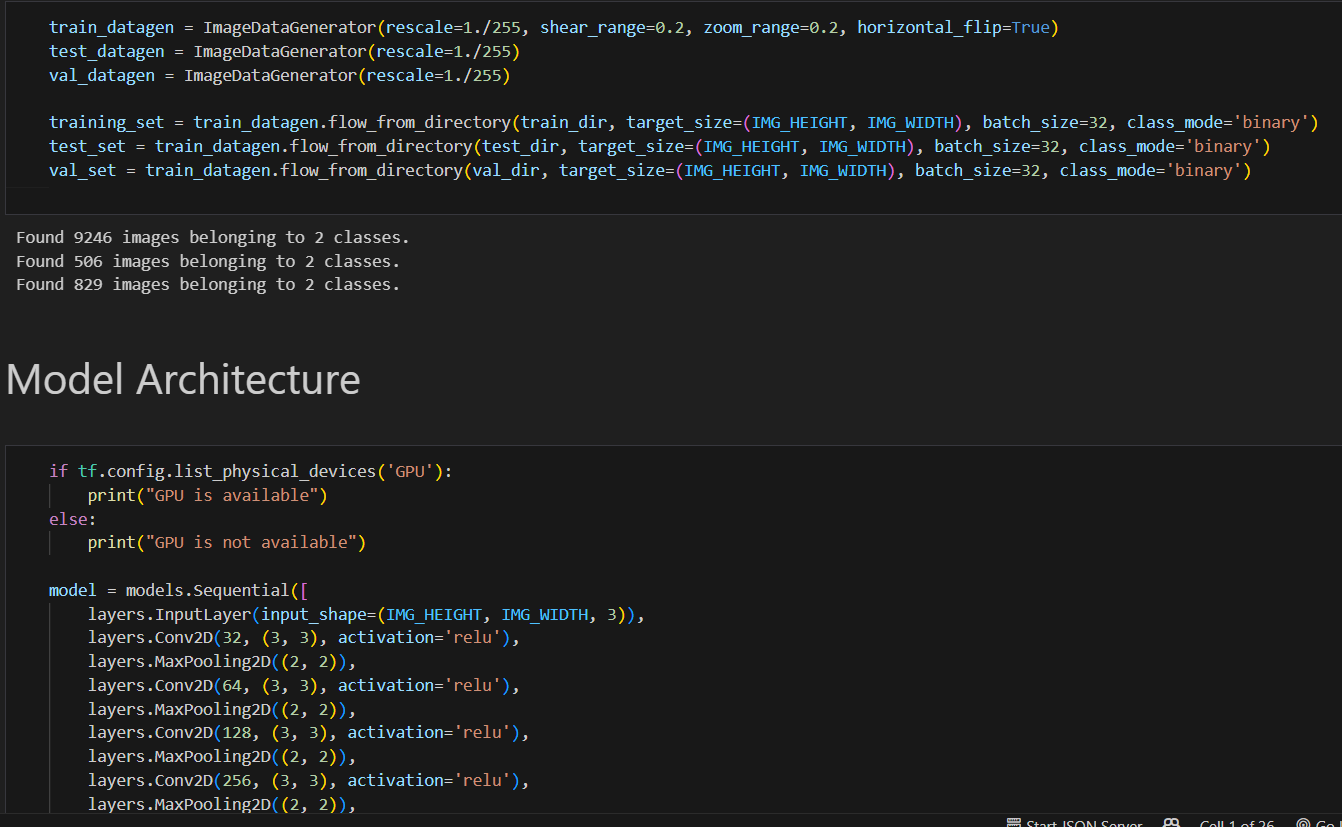 train_datagen = ImageDataGenerator(rescale=1./255, shear_range=0.2, zoom_range=0.2, horizontal_flip=True)
test_datagen = ImageDataGenerator(rescale=1./255)
val_datagen = ImageDataGenerator(rescale=1./255)
training_set = train_datagen.flow_from_directory(train_dir, target_size=(IMG_HEIGHT, IMG_WIDTH), batch_size=32, class_mode='binary')
test_set = train_datagen.flow_from_directory(test_dir, target_size=(IMG_HEIGHT, IMG_WIDTH), batch_size=32, class_mode='binary')
val_set = train_datagen.flow_from_directory(val_dir, target_size=(IMG_HEIGHT, IMG_WIDTH), batch_size=32, class_mode='binary')
Found 9246 images belonging to 2 classes.
Found 506 images belonging to 2 classes.
Found 829 images belonging to 2 classes.
Model Architecture
if tf.config.list_physical_devices('GPU'):
    print("GPU is available")
else:
    print("GPU is not available")
model = models.Sequential([
    layers.InputLayer(input_shape=(IMG_HEIGHT, IMG_WIDTH, 3)),
    layers.Conv2D(32, (3, 3), activation='relu'),
    layers.MaxPooling2D((2, 2)),
    layers.Conv2D(64, (3, 3), activation='relu'),
    layers.MaxPooling2D((2, 2)),
    layers.Conv2D(128, (3, 3), activation='relu'),
    layers.MaxPooling2D((2, 2)),
    layers.Conv2D(256, (3, 3), activation='relu'),
    layers.MaxPooling2D((2, 2)),
Start JSON Server Cell 1 of 26 Go